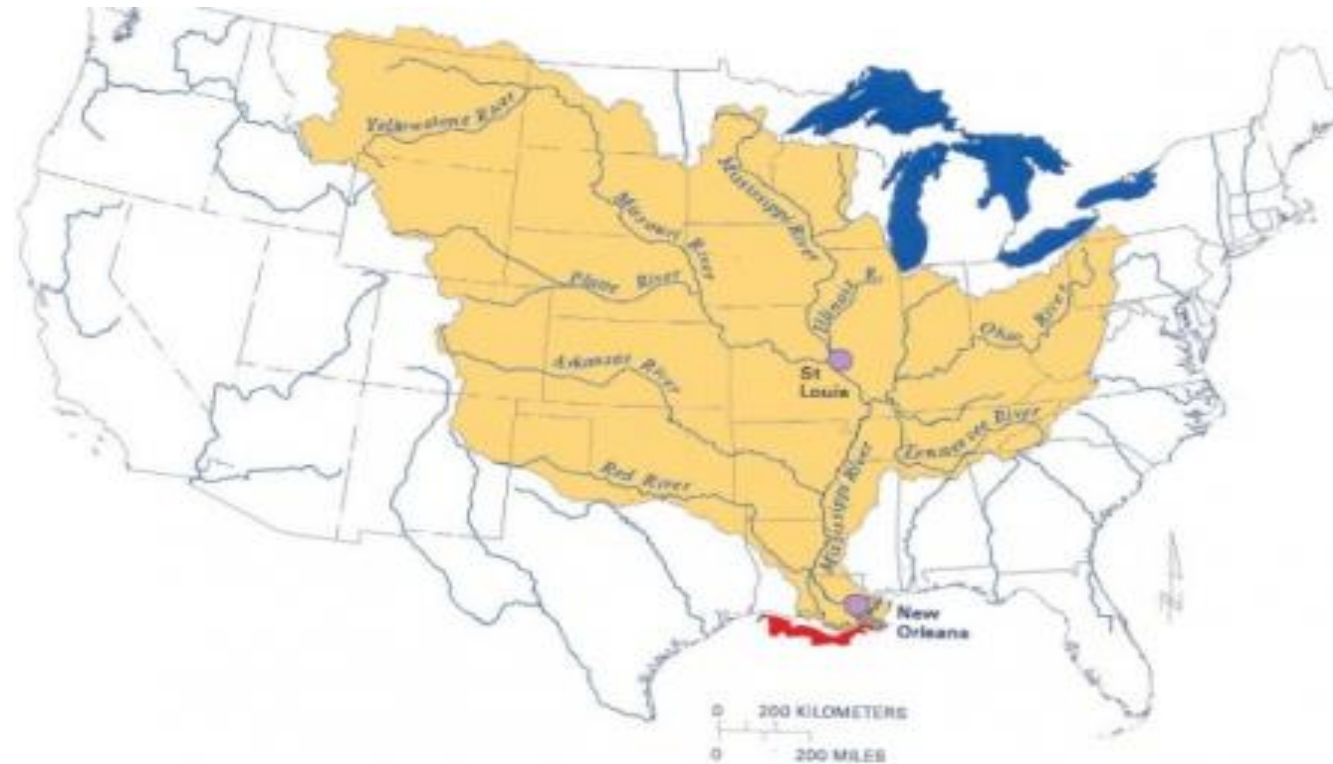 Yellowstone River
Mississippi River
Missouri River
Platte River
Illinois R.
Ohio River
St
Louis
Arkansas River
Tennessee River
Mississippi River
Red River
New
Orleans
0 200 KILOMETERS
0 200 MILES